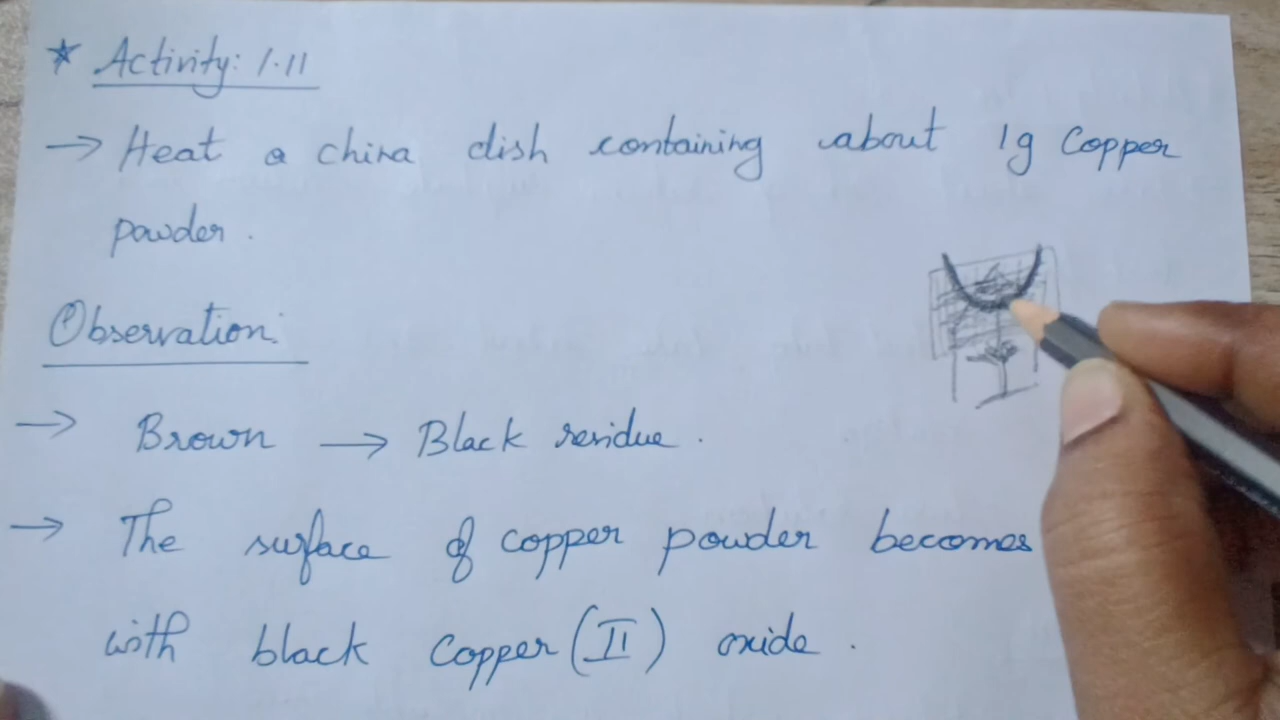 * Activity: 1.11
→ Heat a china dish containing about 1g Copper
powder.
Observation:
→ Brown → Black residue.
→ The surface of copper powder becomes
with black Copper (II) oxide.